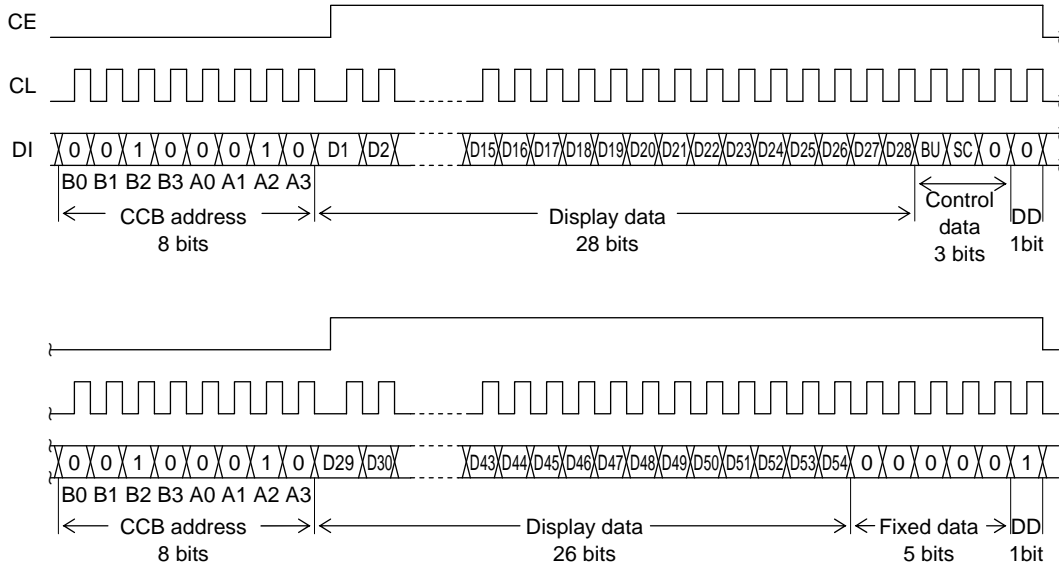 CE
CL
DI 0 0 1 0 0 0 1 0 D1 D2 D15 D16 D17 D18 D19 D20 D21 D22 D23 D24 D25 D26 D27 D28 BU SC 0 0
B0 B1 B2 B3 A0 A1 A2 A3
CCB address
8 bits
Display data
28 bits
Control
data
3 bits
DD
1bit
0 0 1 0 0 0 1 0 D29 D30 D43 D44 D45 D46 D47 D48 D49 D50 D51 D52 D53 D54 0 0 0 0 0 1
B0 B1 B2 B3 A0 A1 A2 A3
CCB address
8 bits
Display data
26 bits
Fixed data
5 bits
DD
1bit